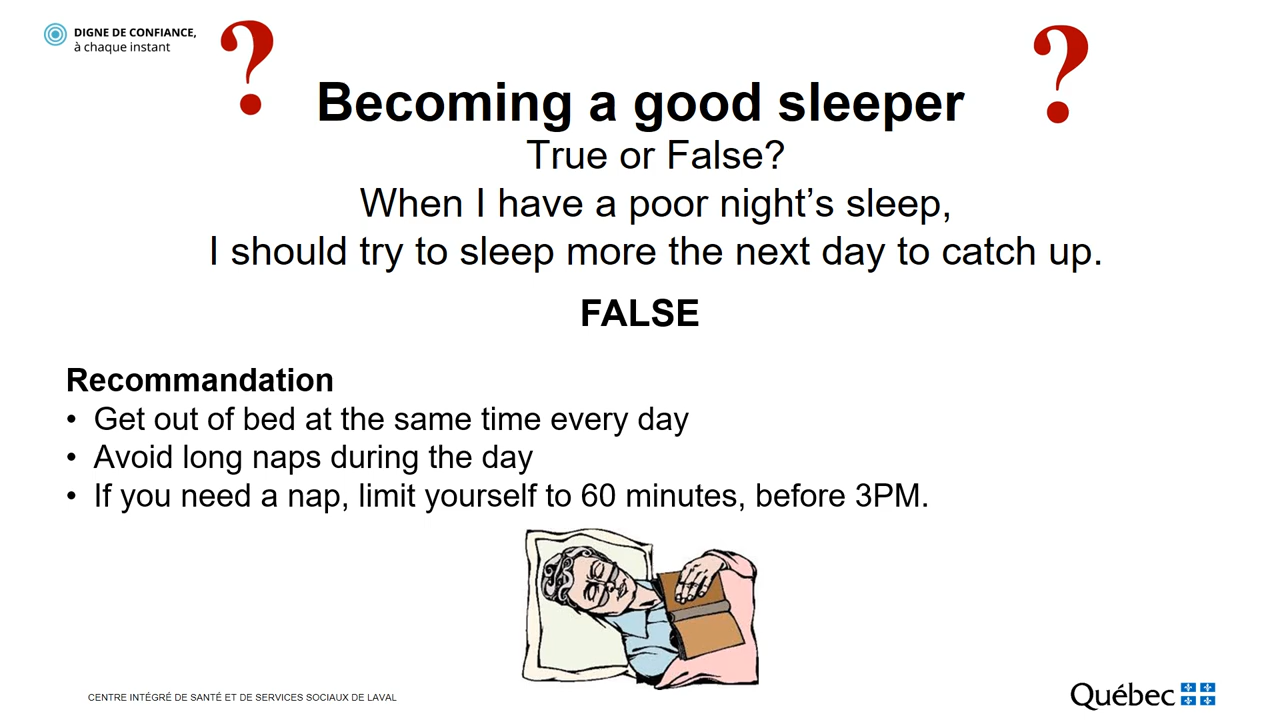 DIGNE DE CONFIANCE,
à chaque instant
?
?
Becoming a good sleeper
True or False?
When I have a poor night’s sleep,
I should try to sleep more the next day to catch up.
FALSE
Recommandation
• Get out of bed at the same time every day
• Avoid long naps during the day
• If you need a nap, limit yourself to 60 minutes, before 3PM.
CENTRE INTÉGRÉ DE SANTÉ ET DE SERVICES SOCIAUX DE LAVAL
Québec